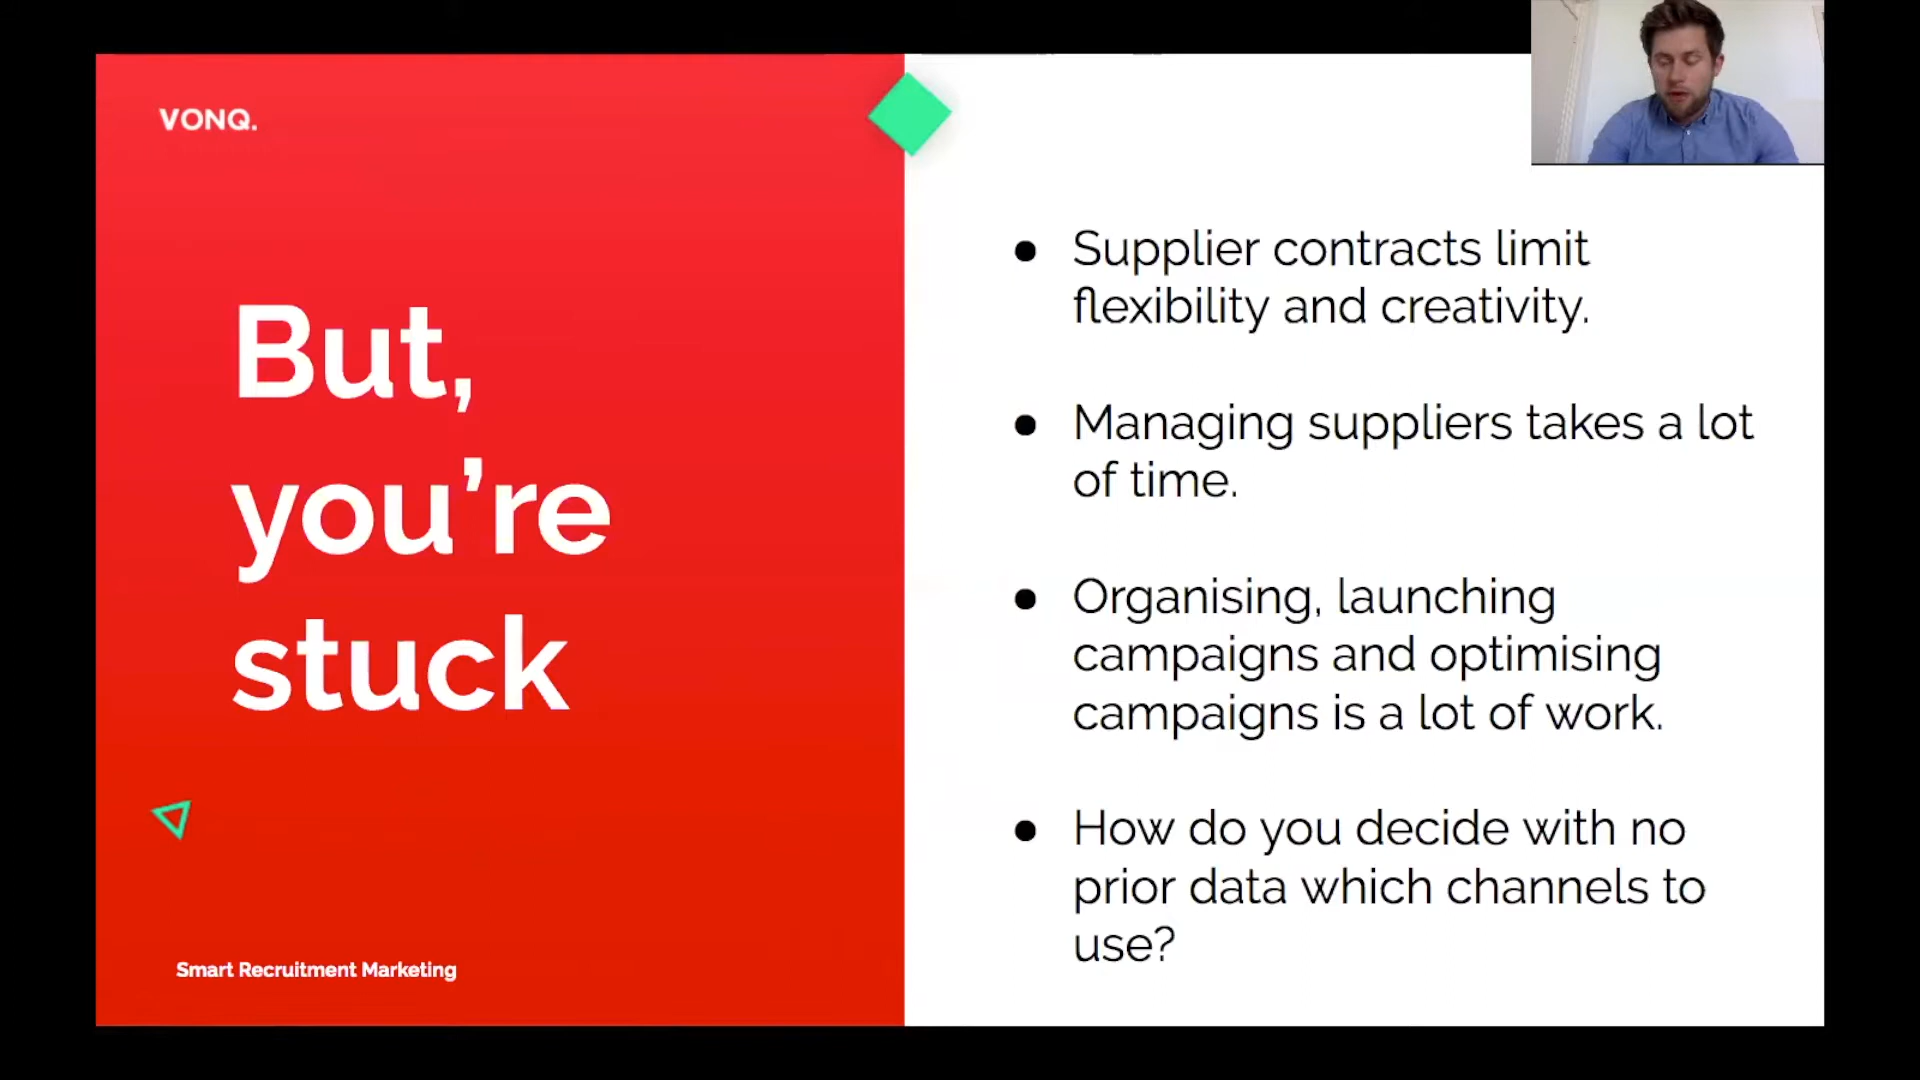 VONQ.
But,
you're
stuck
Smart Recruitment Marketing
● Supplier contracts limit
flexibility and creativity.
● Managing suppliers takes a lot
of time.
● Organising, launching
campaigns and optimising
campaigns is a lot of work.
● How do you decide with no
prior data which channels to
use?